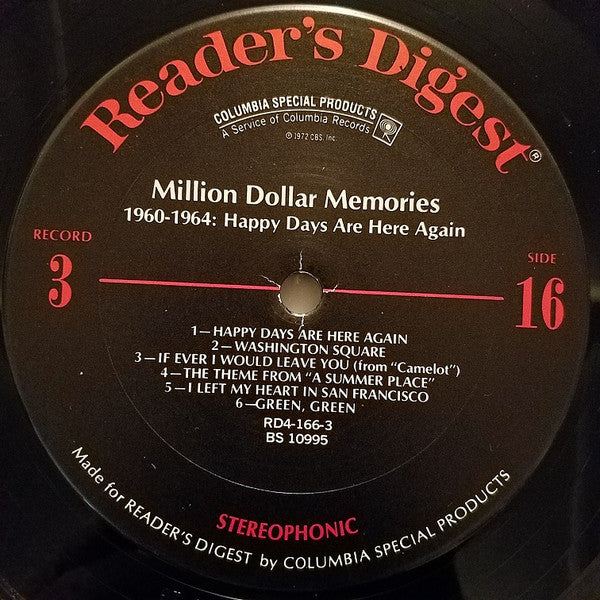 Reader's Digest®
COLUMBIA SPECIAL PRODUCTS
A Service of Columbia Records
℗ 1972 CBS, Inc.
Million Dollar Memories
1960-1964: Happy Days Are Here Again
RECORD
3
SIDE
16
1—HAPPY DAYS ARE HERE AGAIN
2—WASHINGTON SQUARE
3—IF EVER I WOULD LEAVE YOU (from "Camelot")
4—THE THEME FROM "A SUMMER PLACE"
5—I LEFT MY HEART IN SAN FRANCISCO
6—GREEN, GREEN
RD4-166-3
BS 10995
STEREOPHONIC
Made for READER'S DIGEST by COLUMBIA SPECIAL PRODUCTS